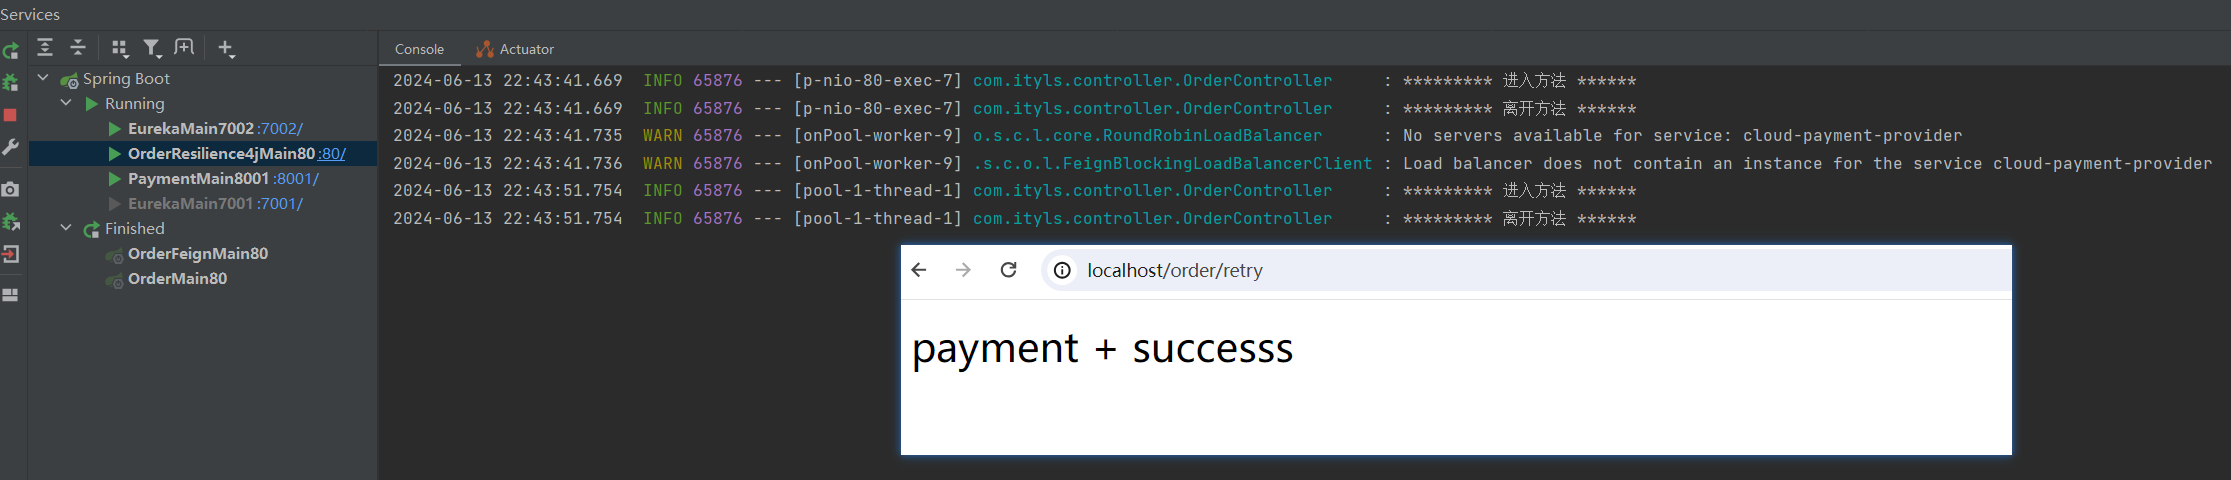 Services
Console
Actuator
Spring Boot
Running
EurekaMain7002 :7002/
OrderResilience4jMain80 :80/
PaymentMain8001 :8001/
EurekaMain7001 :7001/
Finished
OrderFeignMain80
OrderMain80
2024-06-13 22:43:41.669  INFO 65876 --- [p-nio-80-exec-7] com.ityls.controller.OrderController     : ********* 进入方法 ******
2024-06-13 22:43:41.669  INFO 65876 --- [p-nio-80-exec-7] com.ityls.controller.OrderController     : ********* 离开方法 ******
2024-06-13 22:43:41.735  WARN 65876 --- [onPool-worker-9] o.s.c.l.core.RoundRobinLoadBalancer      : No servers available for service: cloud-payment-provider
2024-06-13 22:43:41.736  WARN 65876 --- [onPool-worker-9] .s.c.o.l.FeignBlockingLoadBalancerClient : Load balancer does not contain an instance for the service cloud-payment-provider
2024-06-13 22:43:51.754  INFO 65876 --- [pool-1-thread-1] com.ityls.controller.OrderController     : ********* 进入方法 ******
2024-06-13 22:43:51.754  INFO 65876 --- [pool-1-thread-1] com.ityls.controller.OrderController     : ********* 离开方法 ******
localhost/order/retry
payment + successs